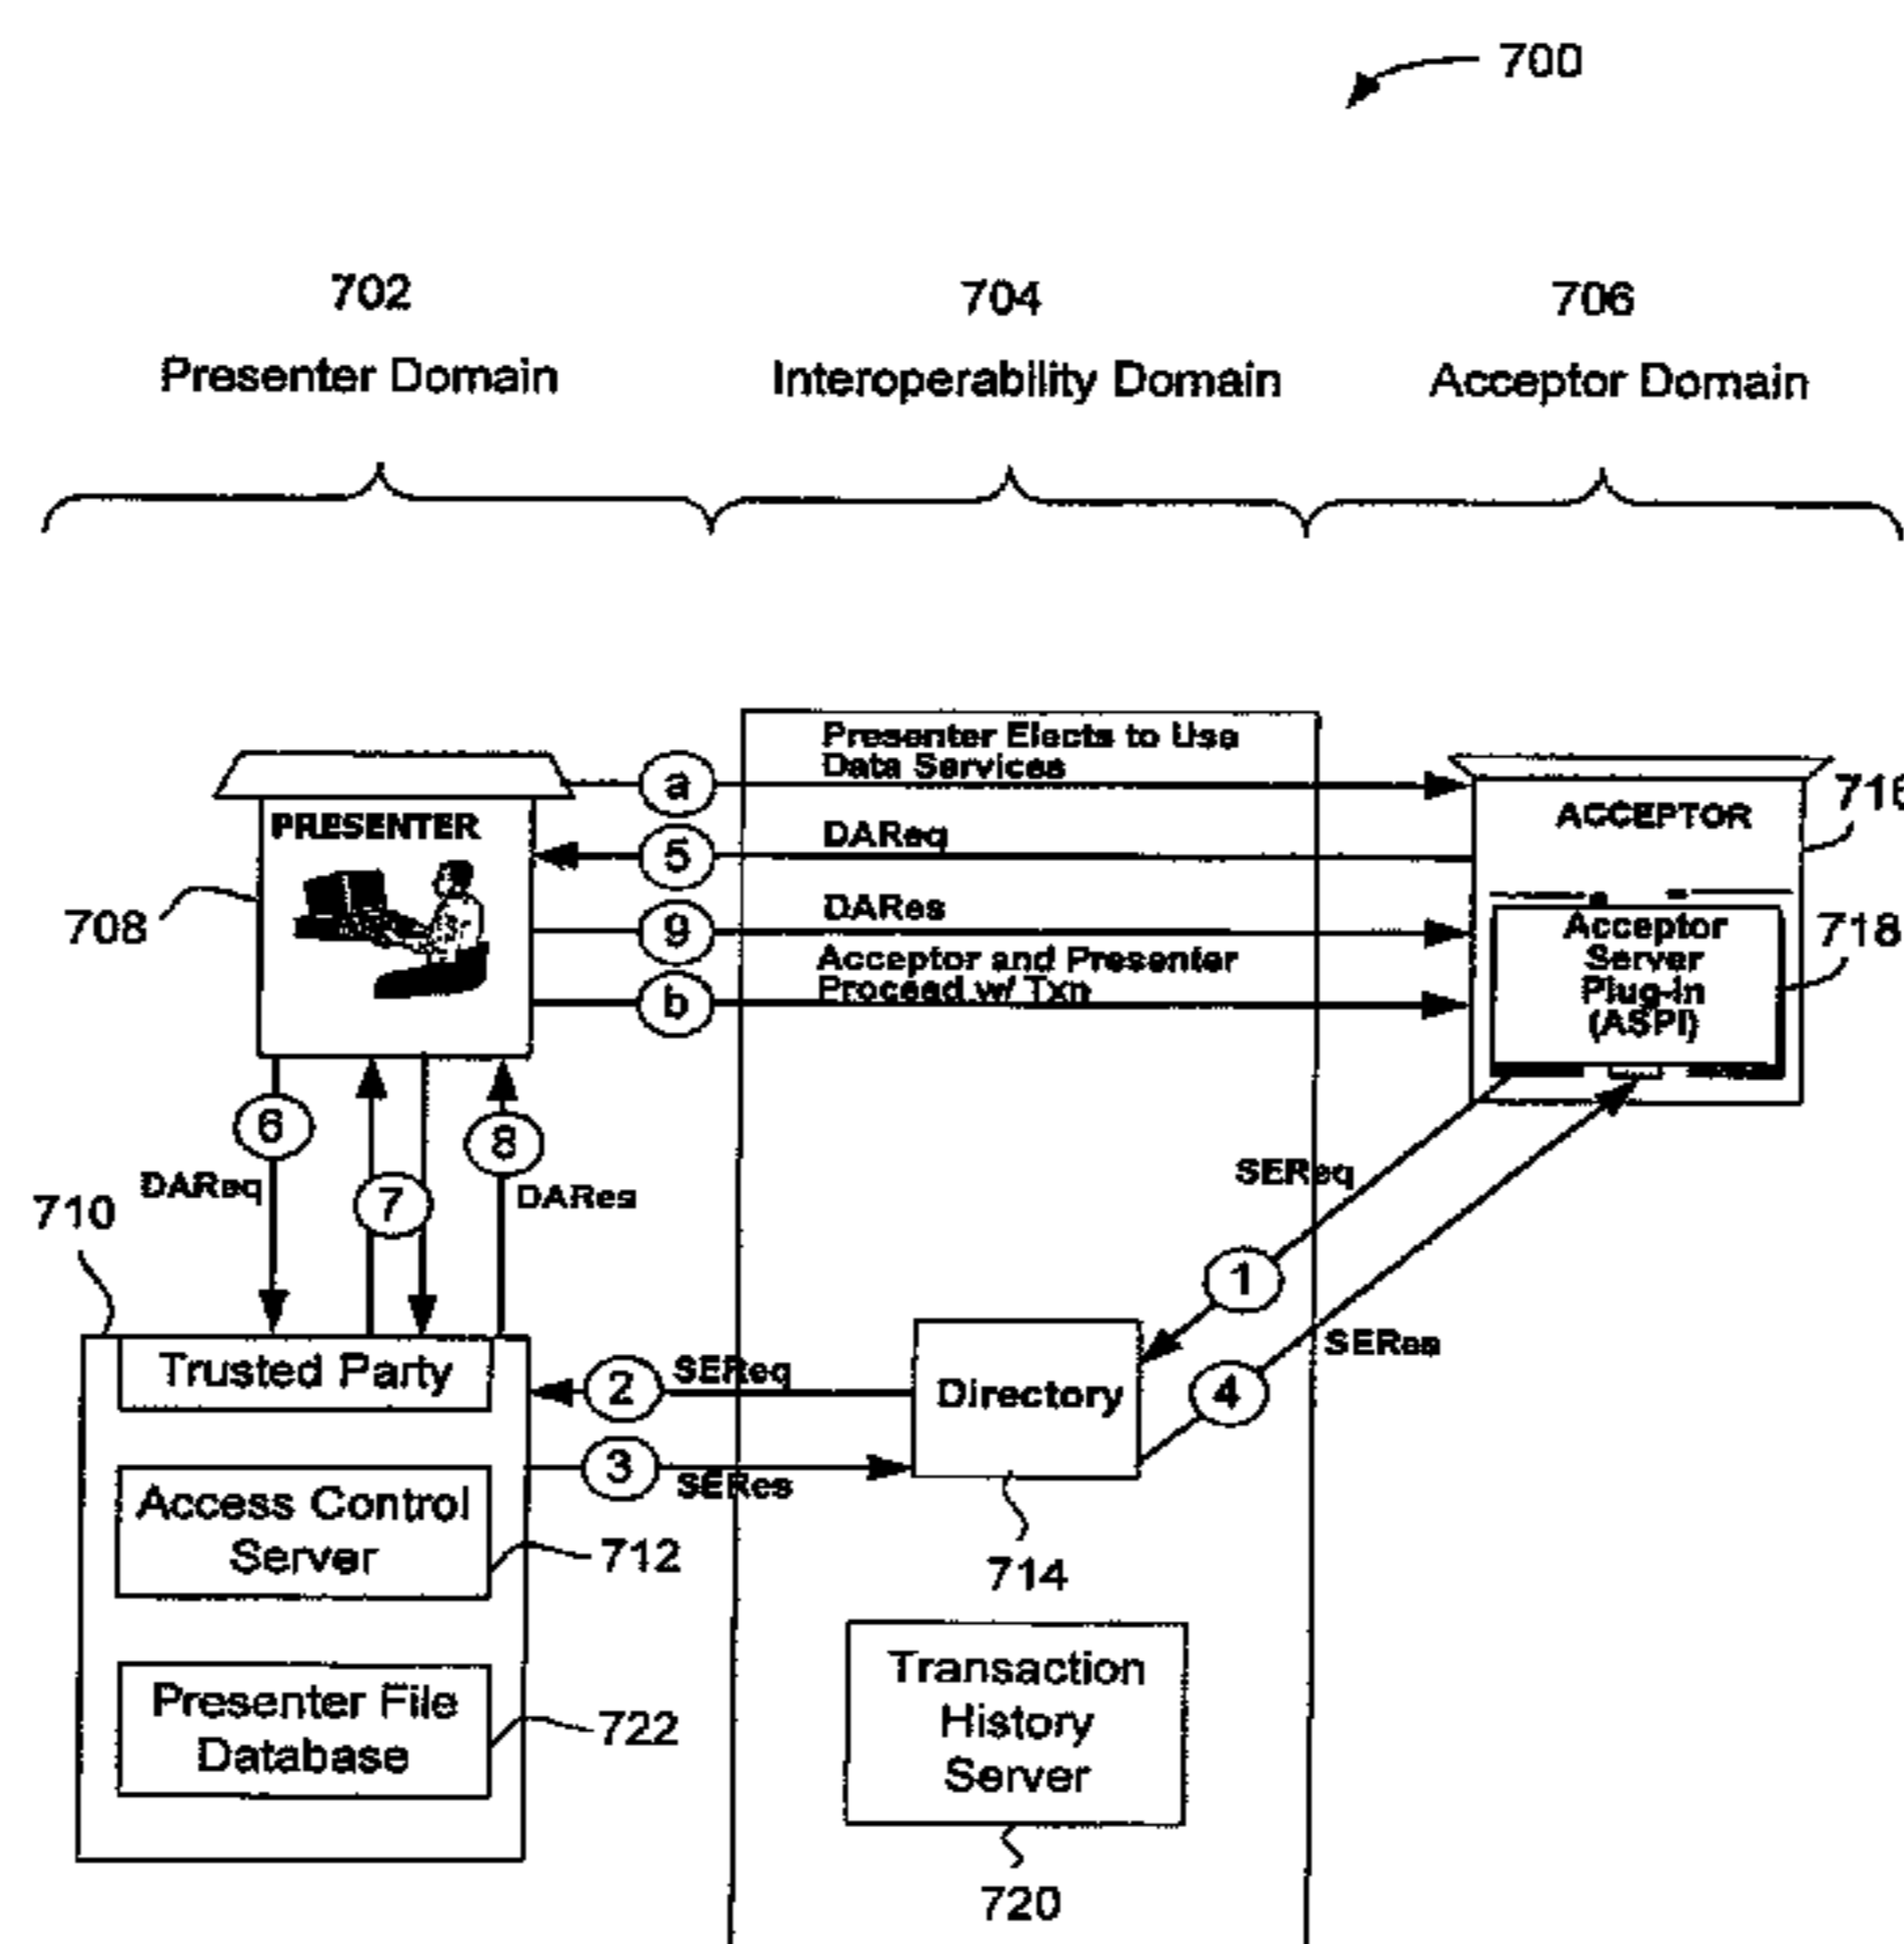 700
702
704
706
Presenter Domain
Interoperability Domain
Acceptor Domain
Presenter Elects to Use
Data Services
a
PRESENTER
ACCEPTOR
716
DAReq
5
708
DARes
9
Acceptor
Server
Plug-In
(ASPI)
718
Acceptor and Presenter
Proceed w/ Txn
b
6
8
DAReq
7
DARes
710
SEReq
1
SERes
4
Trusted Party
2
SEReq
Directory
3
SERes
Access Control
Server
712
714
Presenter File
Database
722
Transaction
History
Server
720